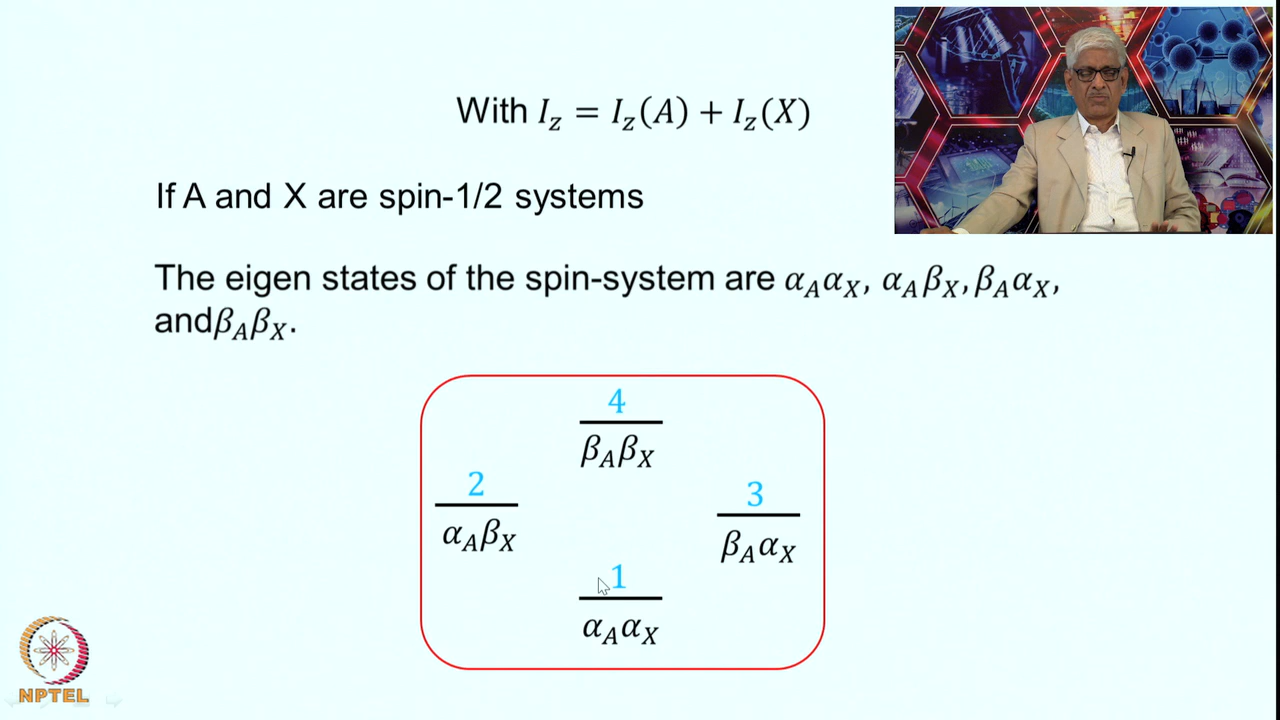 With I_z = I_z(A) + I_z(X)
If A and X are spin-1/2 systems
The eigen states of the spin-system are α_Aα_X, α_Aβ_X, β_Aα_X,
andβ_Aβ_X.
4
β_Aβ_X
2
α_Aβ_X
3
β_Aα_X
1
α_Aα_X
NPTEL